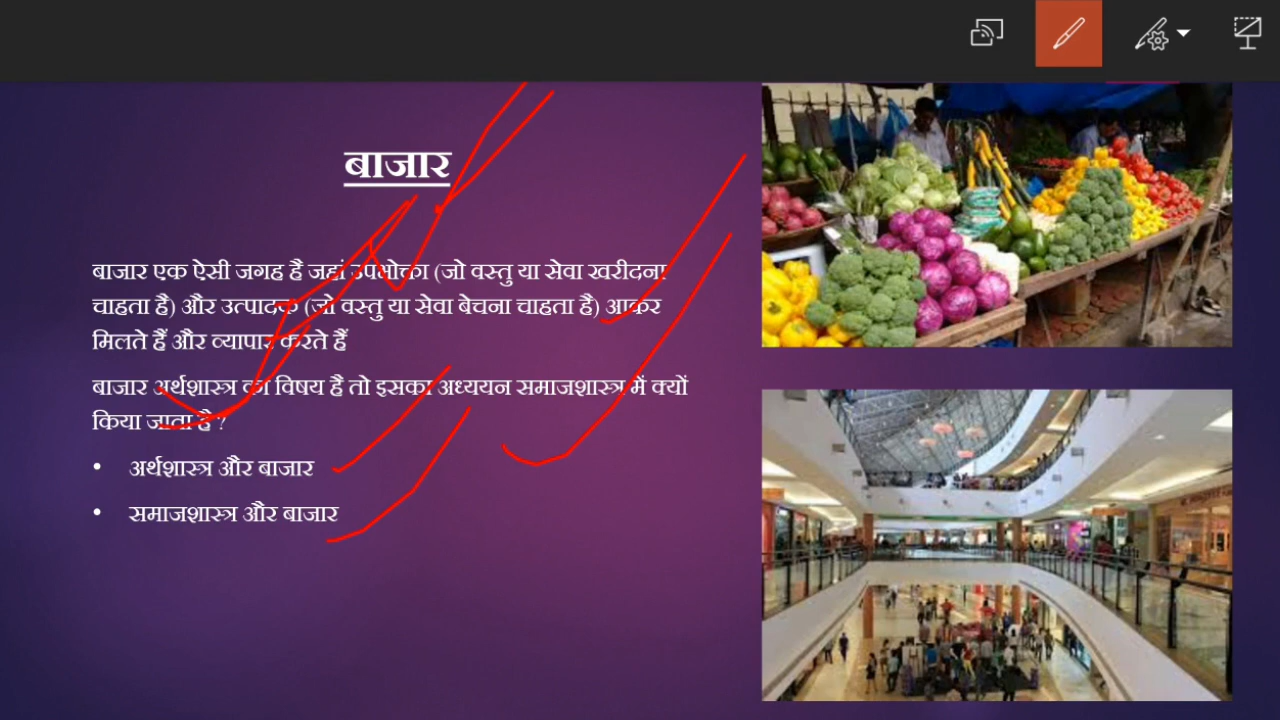 बाजार
बाजार एक ऐसी जगह है जहां उपभोक्ता (जो वस्तु या सेवा खरीदना
चाहता है) और उत्पादक (जो वस्तु या सेवा बेचना चाहता है) आकर
मिलते हैं और व्यापार करते हैं
बाजार अर्थशास्त्र का विषय है तो इसका अध्ययन समाजशास्त्र में क्यों
किया जाता है ?
• अर्थशास्त्र और बाजार
• समाजशास्त्र और बाजार